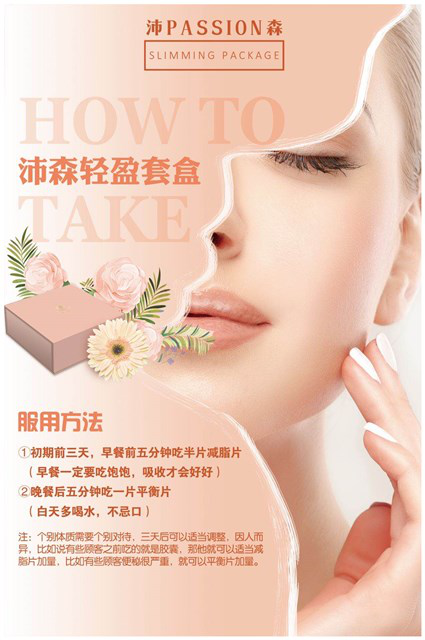 沛PASSION森
SLIMMING PACKAGE
HOW TO
沛森轻盈套盒
TAKE
服用方法
①初期前三天，早餐前五分钟吃半片减脂片
（早餐一定要吃饱饱，吸收才会好好）
②晚餐后五分钟吃一片平衡片
（白天多喝水，不忌口）
注：个别体质需要个别对待，三天后可以适当调整，因人而
异，比如说有些顾客之前吃的就是胶囊，那他就可以适当减
脂片加量，比如有些顾客便秘很严重，就可以平衡片加量。